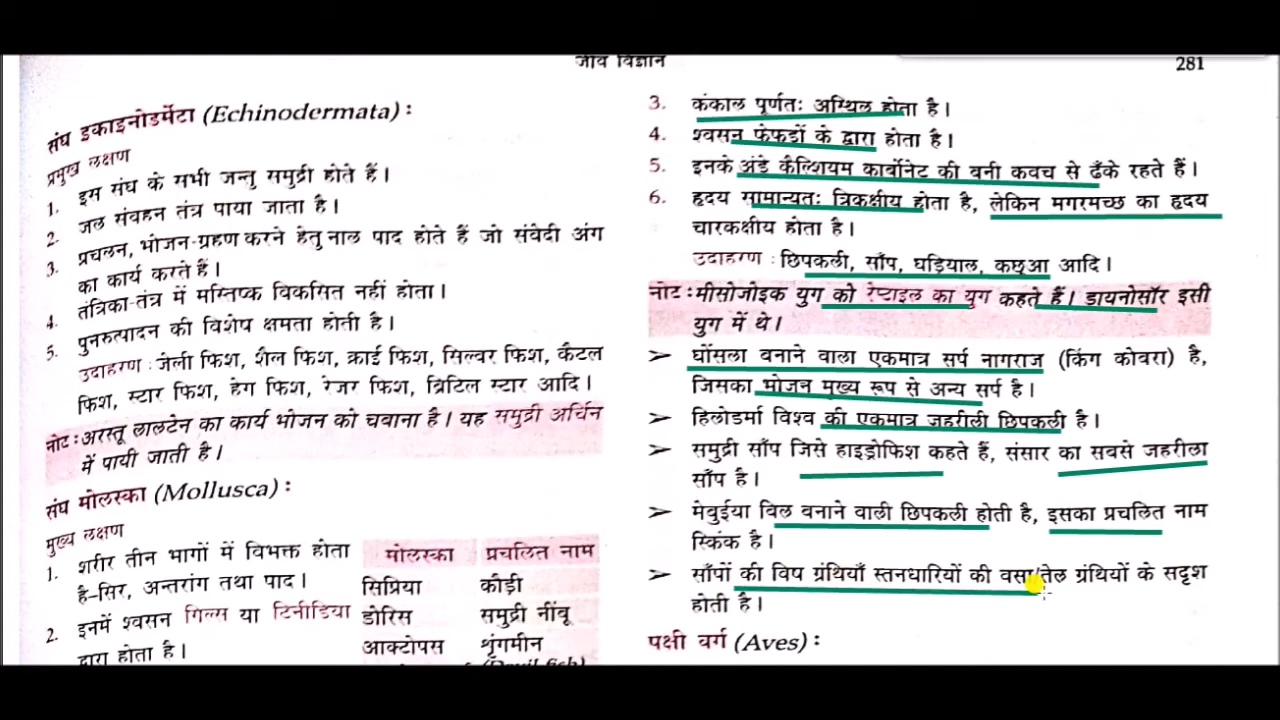 जीव विज्ञान
281
संघ इकाइनोडर्मेटा (Echinodermata) :
प्रमुख लक्षण
1. इस संघ के सभी जन्तु समुद्री होते हैं।
2. जल संवहन तंत्र पाया जाता है।
3. प्रचलन, भोजन-ग्रहण करने हेतु नाल पाद होते हैं जो संवेदी अंग
का कार्य करते हैं।
4. तंत्रिका-तंत्र में मस्तिष्क विकसित नहीं होता।
5. पुनरुत्पादन की विशेष क्षमता होती है।
उदाहरण : जेली फिश, शैल फिश, क्राई फिश, सिल्वर फिश, कैटल
फिश, स्टार फिश, हेग फिश, रेजर फिश, ब्रिटिल स्टार आदि।
नोट : अरस्तू लालटेन का कार्य भोजन को चबाना है। यह समुद्री अर्चिन
में पायी जाती है।
संघ मोलस्का (Mollusca) :
मुख्य लक्षण
1. शरीर तीन भागों में विभक्त होता
है–सिर, अन्तरांग तथा पाद।
2. इनमें श्वसन गिल्स या टिनीडिया
द्वारा होता है।
मोलस्का प्रचलित नाम
सिप्रिया कौड़ी
डोरिस समुद्री नींबू
आक्टोपस श्रृंगमीन
(Devil fish)
3. कंकाल पूर्णतः अस्थिल होता है।
4. श्वसन फेफड़ों के द्वारा होता है।
5. इनके अंडे कैल्शियम कार्बोनेट की बनी कवच से ढँके रहते हैं।
6. हृदय सामान्यतः त्रिकक्षीय होता है, लेकिन मगरमच्छ का हृदय
चारकक्षीय होता है।
उदाहरण : छिपकली, साँप, घड़ियाल, कछुआ आदि।
नोट : मीसोजोइक युग को रेप्टाइल का युग कहते हैं। डायनोसॉर इसी
युग में थे।
➢ घोंसला बनाने वाला एकमात्र सर्प नागराज (किंग कोबरा) है,
जिसका भोजन मुख्य रूप से अन्य सर्प है।
➢ हिलोडर्मा विश्व की एकमात्र जहरीली छिपकली है।
➢ समुद्री साँप जिसे हाइड्रोफिश कहते हैं, संसार का सबसे जहरीला
साँप है।
➢ मेबुईया विल बनाने वाली छिपकली होती है, इसका प्रचलित नाम
स्किंक है।
➢ साँपों की विष ग्रंथियाँ स्तनधारियों की वसा/तेल ग्रंथियों के सदृश
होती है।
पक्षी वर्ग (Aves) :